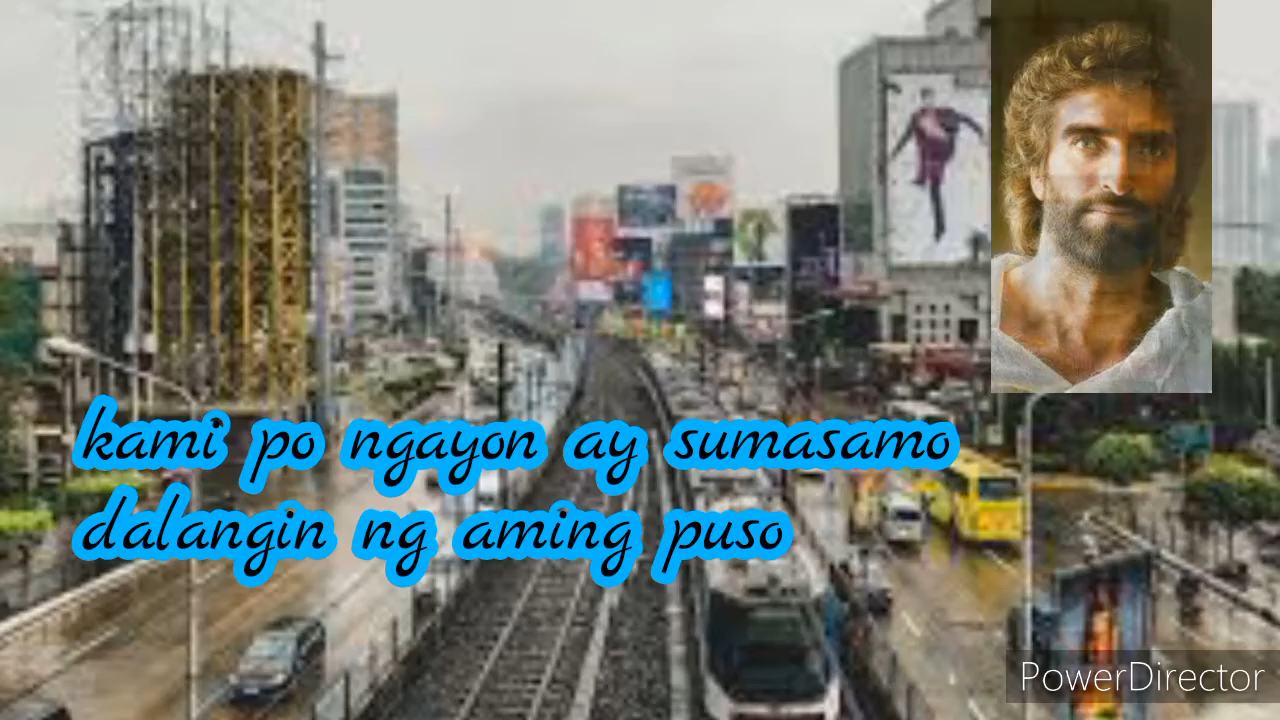 kami po ngayon ay sumasamo
dalangin ng aming puso
PowerDirector